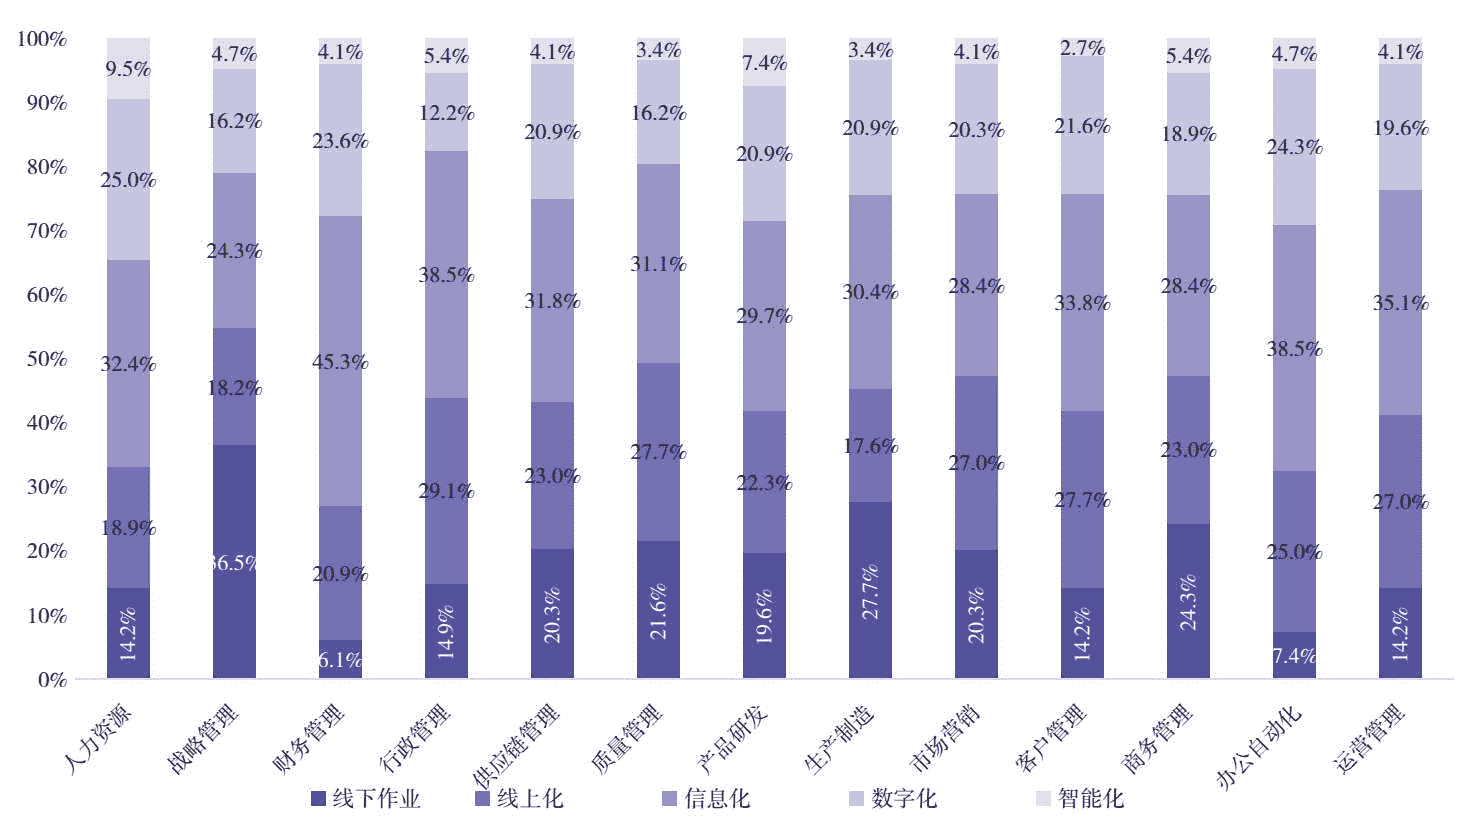 100%
90%
80%
70%
60%
50%
40%
30%
20%
10%
0%
9.5% 4.7% 4.1% 5.4% 4.1% 3.4% 7.4% 3.4% 4.1% 2.7% 5.4% 4.7% 4.1%
25.0% 16.2% 23.6% 12.2% 20.9% 16.2% 20.9% 20.9% 20.3% 21.6% 18.9% 24.3% 19.6%
32.4% 24.3% 45.3% 38.5% 31.8% 31.1% 29.7% 30.4% 28.4% 33.8% 28.4% 38.5% 35.1%
18.9% 18.2% 20.9% 29.1% 23.0% 27.7% 22.3% 17.6% 27.0% 27.7% 23.0% 25.0% 27.0%
14.2% 36.5% 6.1% 14.9% 20.3% 21.6% 19.6% 27.7% 20.3% 14.2% 24.3% 7.4% 14.2%
人力资源
战略管理
财务管理
行政管理
供应链管理
质量管理
产品研发
生产制造
市场营销
客户管理
商务管理
办公自动化
运营管理
线下作业 线上化 信息化 数字化 智能化